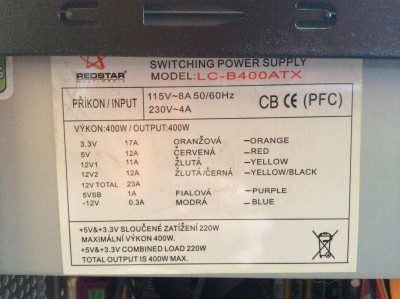 SWITCHING POWER SUPPLY
REDSTAR
MODEL:LC-B400ATX
PŘÍKON / INPUT
115V~8A 50/60Hz
230V~4A
CB CE (PFC)
VÝKON:400W / OUTPUT:400W
3.3V 17A ORANŽOVÁ -ORANGE
5V 12A ČERVENÁ -RED
12V1 11A ŽLUTÁ -YELLOW
12V2 12A ŽLUTÁ/ČERNÁ -YELLOW/BLACK
12V TOTAL 23A
5VSB 1A FIALOVÁ -PURPLE
-12V 0.3A MODRÁ -BLUE
+5V&+3.3V SLOUČENÉ ZATÍŽENÍ 220W
MAXIMÁLNÍ VÝKON 400W.
+5V&+3.3V COMBINED LOAD 220W
TOTAL OUTPUT IS 400W MAX.